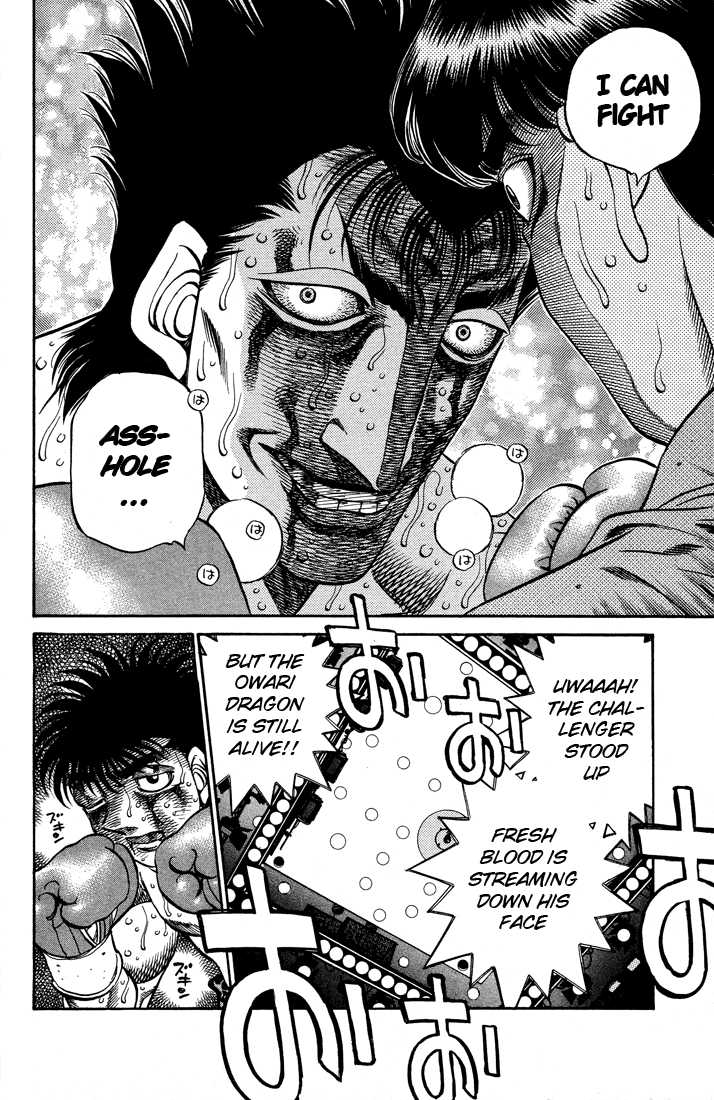 I CAN
FIGHT
ASS-
HOLE
...
は
は
は
は
は
UWAAAH!
THE CHAL-
LENGER
STOOD
UP
BUT THE
OWARI
DRAGON
IS STILL
ALIVE!!
FRESH
BLOOD IS
STREAMING
DOWN HIS
FACE
お
お
お
お
お
ズキン
ズキン